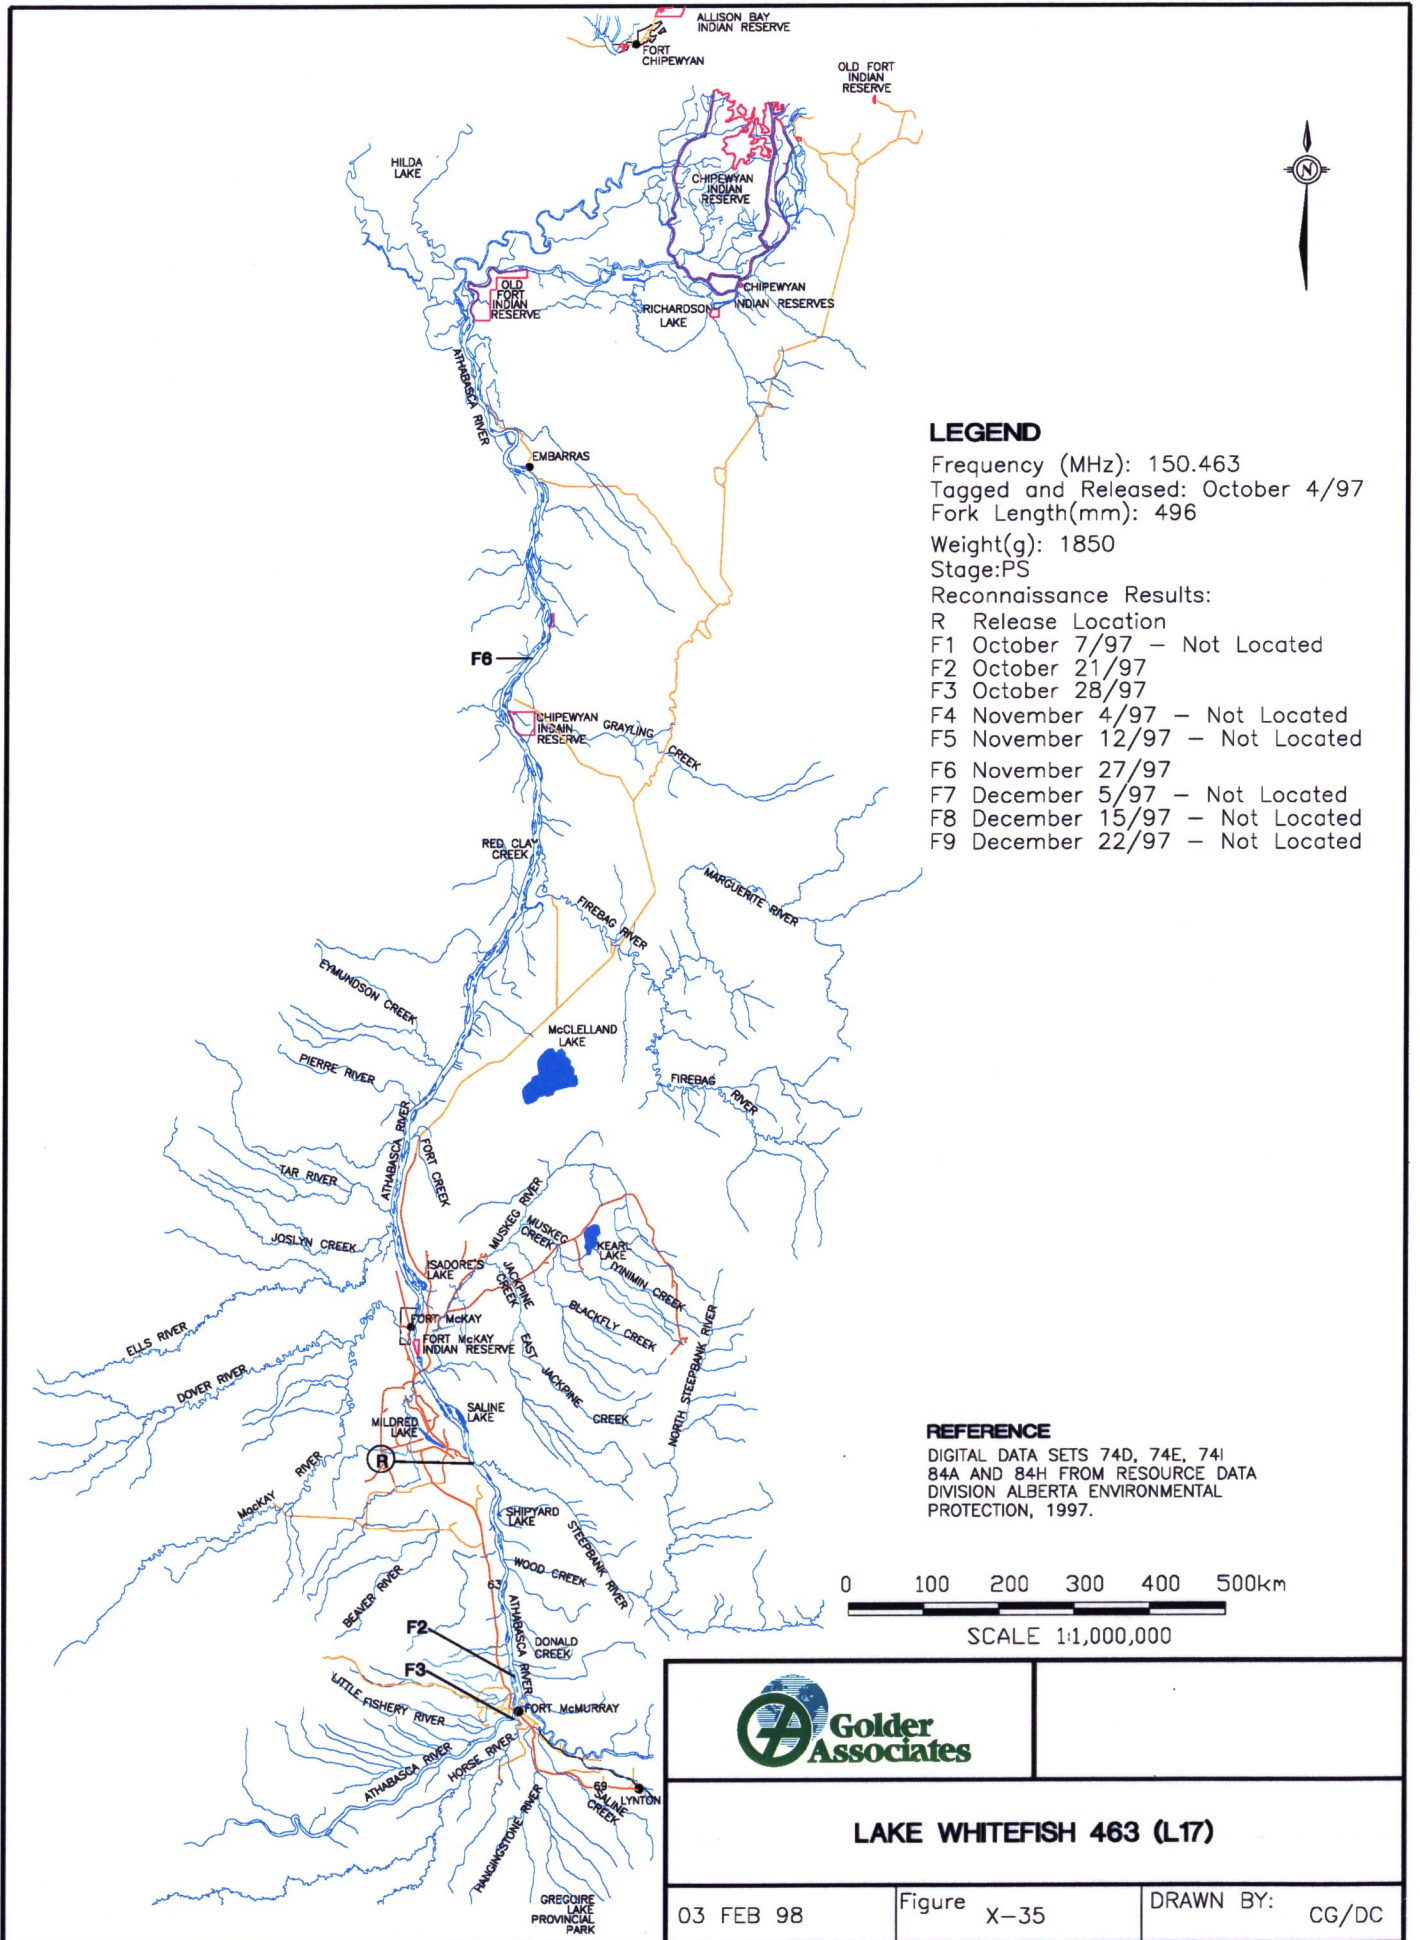 ALLISON BAY
INDIAN RESERVE
FORT
CHIPEWYAN
OLD FORT
INDIAN
RESERVE
HILDA
LAKE
N
CHIPEWYAN
INDIAN
RESERVE
OLD
FORT
INDIAN
RESERVE
CHIPEWYAN
INDIAN RESERVES
RICHARDSON
LAKE
ATHABASCA RIVER
EMBARRAS
LEGEND
Frequency (MHz): 150.463
Tagged and Released: October 4/97
Fork Length(mm): 496
Weight(g): 1850
Stage:PS
Reconnaissance Results:
R Release Location
F1 October 7/97 – Not Located
F2 October 21/97
F3 October 28/97
F4 November 4/97 – Not Located
F5 November 12/97 – Not Located
F6 November 27/97
F7 December 5/97 – Not Located
F8 December 15/97 – Not Located
F9 December 22/97 – Not Located
F6
CHIPEWYAN
INDAIN
RESERVE
GRAYLING
CREEK
RED CLAY
CREEK
FIREBAG RIVER
MARGUERITE RIVER
EYMUNDSON CREEK
McCLELLAND
LAKE
PIERRE RIVER
FIREBAG
RIVER
ATHABASCA RIVER
FORT CREEK
TAR RIVER
JOSLYN CREEK
MUSKEG RIVER
MUSKEG
CREEK
KEARL
LAKE
ISADORE'S
LAKE
JACKPINE
CREEK
IYINIMIN CREEK
BLACKFLY CREEK
FORT McKAY
FORT McKAY
INDIAN RESERVE
EAST
JACKPINE
CREEK
NORTH STEEPBANK RIVER
ELLS RIVER
DOVER RIVER
SALINE
LAKE
MILDRED
LAKE
R
RIVER
MacKAY
SHIPYARD
LAKE
STEEPBANK RIVER
WOOD CREEK
63
BEAVER RIVER
ATHABASCA RIVER
F2
DONALD
CREEK
F3
LITTLE FISHERY RIVER
FORT McMURRAY
ATHABASCA RIVER
HORSE RIVER
HANGINGSTONE RIVER
69
SALINE
CREEK
LYNTON
GREGOIRE
LAKE
PROVINCIAL
PARK
REFERENCE
DIGITAL DATA SETS 74D, 74E, 74I
84A AND 84H FROM RESOURCE DATA
DIVISION ALBERTA ENVIRONMENTAL
PROTECTION, 1997.
0 100 200 300 400 500km
SCALE 1:1,000,000
Golder
Associates
LAKE WHITEFISH 463 (L17)
03 FEB 98
Figure X-35
DRAWN BY: CG/DC